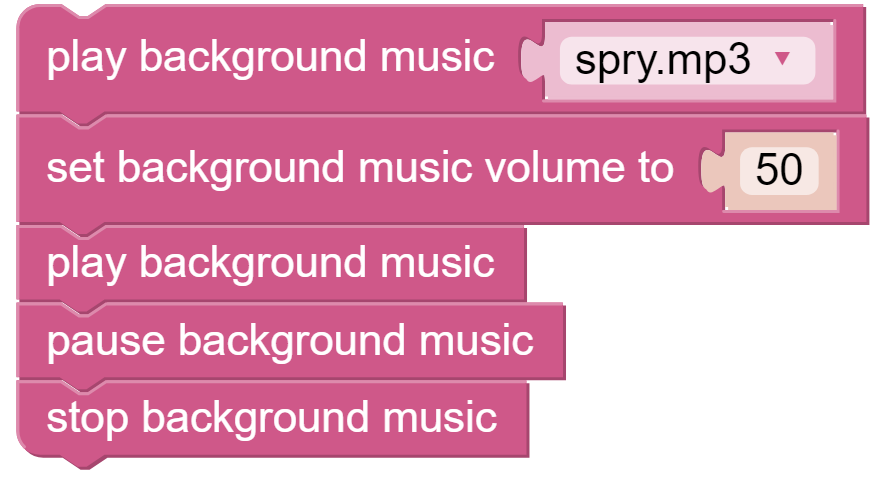 play background music spry.mp3
set background music volume to 50
play background music
pause background music
stop background music